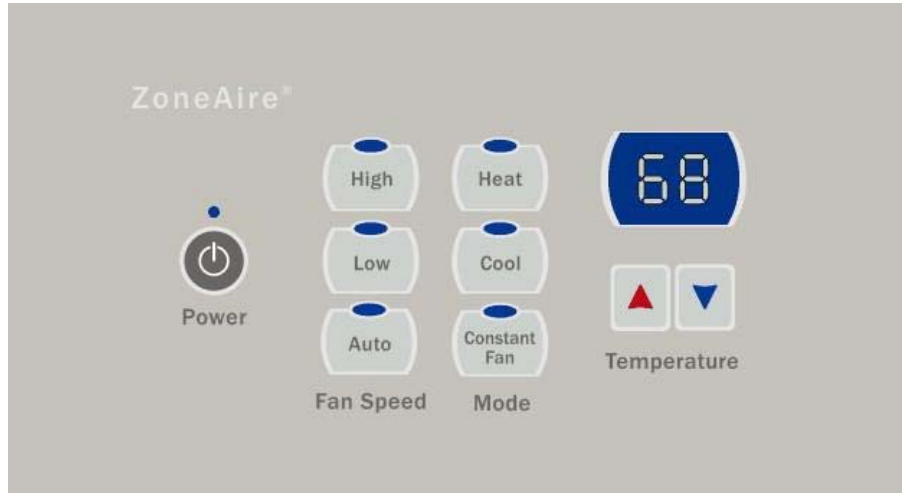 ZoneAire®
High
Heat
68
Low
Cool
Power
Auto
Constant
Fan
Temperature
Fan Speed
Mode